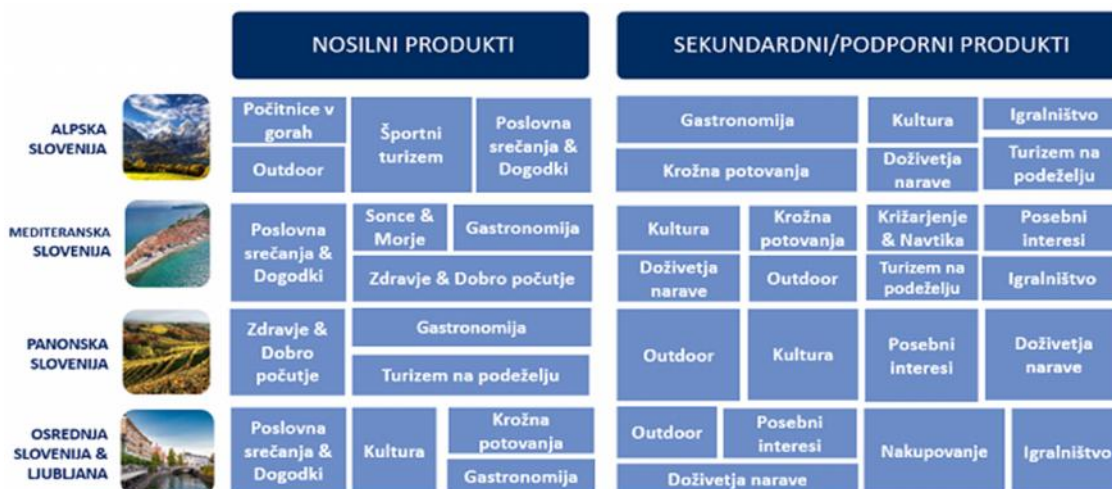 NOSILNI PRODUKTI
SEKUNDARDNI/PODPORNI PRODUKTI
ALPSKA
SLOVENIJA
Počitnice v
gorah
Outdoor
Športni
turizem
Poslovna
srečanja &
Dogodki
Gastronomija
Krožna potovanja
Kultura
Doživetja
narave
Igralništvo
Turizem na
podeželju
MEDITERANSKA
SLOVENIJA
Poslovna
srečanja &
Dogodki
Sonce &
Morje
Gastronomija
Zdravje & Dobro počutje
Kultura
Krožna
potovanja
Križarjenje
& Navtika
Posebni
interesi
Doživetja
narave
Outdoor
Turizem na
podeželju
Igralništvo
PANONSKA
SLOVENIJA
Zdravje &
Dobro
počutje
Gastronomija
Turizem na podeželju
Outdoor
Kultura
Posebni
interesi
Doživetja
narave
OSREDNJA
SLOVENIJA &
LJUBLJANA
Poslovna
srečanja &
Dogodki
Kultura
Krožna
potovanja
Gastronomija
Outdoor
Posebni
interesi
Doživetja narave
Nakupovanje
Igralništvo